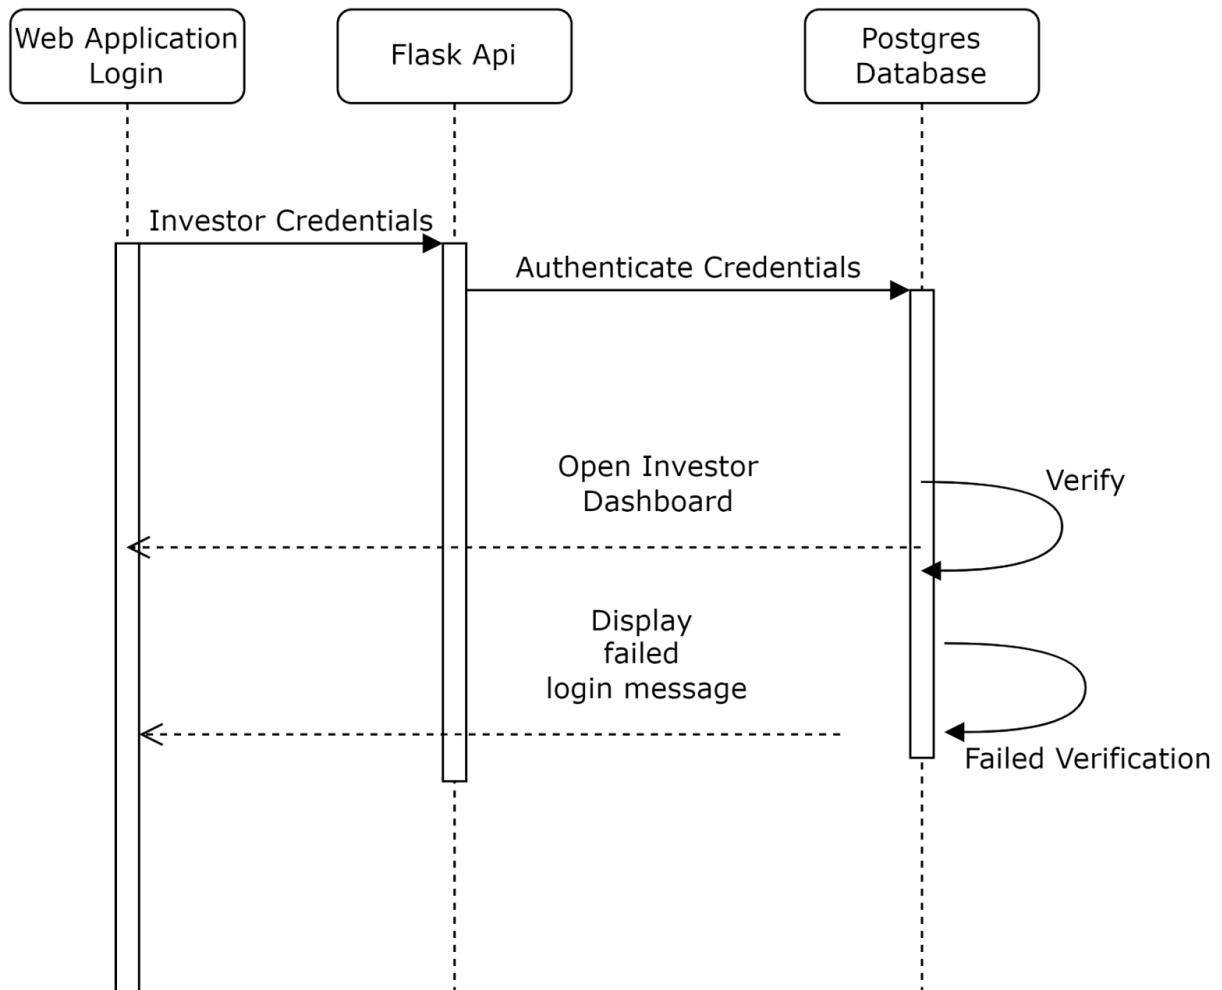 Web Application
Login
Flask Api
Postgres
Database
Investor Credentials
Authenticate Credentials
Open Investor
Dashboard
Verify
Display
failed
login message
Failed Verification